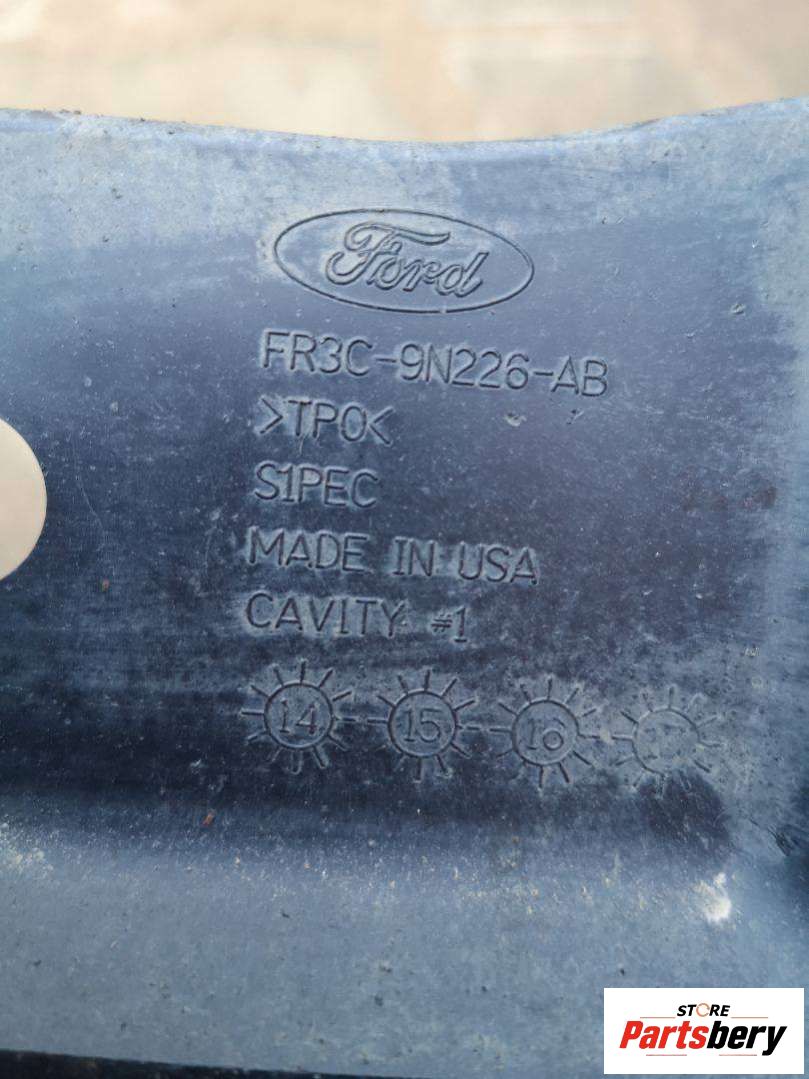 Ford
FR3C-9N226-AB
>TPO<
S1PEC
MADE IN USA
CAVITY #1
14 15 16
STORE
Partsbery